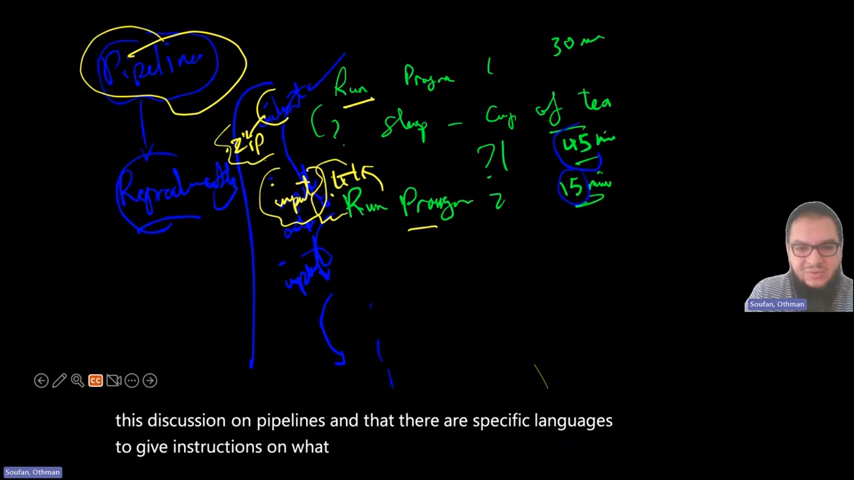 Pipeline
Run Program 1 30 min
(? sleep - Cup of tea
.zip
?! 45 min
input .txt
15 min
Reproducibility
Run Program 2
input
Soufan, Othman
this discussion on pipelines and that there are specific languages
to give instructions on what
Soufan, Othman